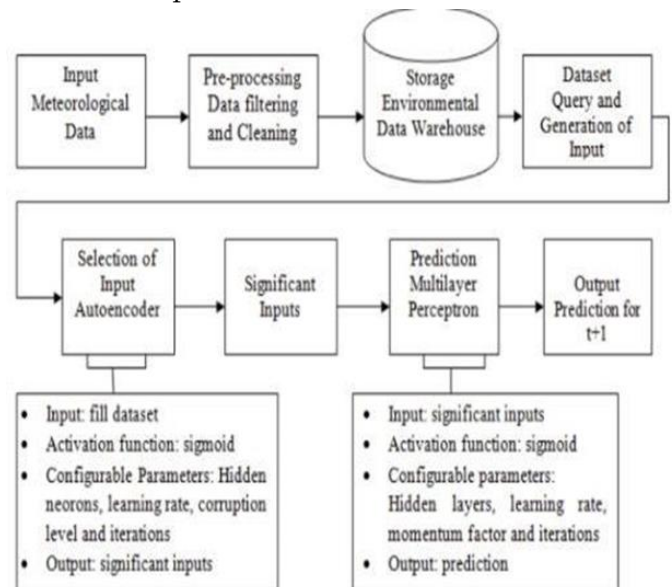 Input
Meteorological
Data
Pre-processing
Data filtering
and Cleaning
Storage
Environmental
Data Warehouse
Dataset
Query and
Generation of
Input
Selection of
Input
Autoencoder
Significant
Inputs
Prediction
Multilayer
Perceptron
Output
Prediction for
t+1
• Input: fill dataset
• Activation function: sigmoid
• Configurable Parameters: Hidden
neorons, learning rate, corruption
level and iterations
• Output: significant inputs
• Input: significant inputs
• Activation function: sigmoid
• Configurable parameters:
Hidden layers, learning rate,
momentum factor and iterations
• Output: prediction